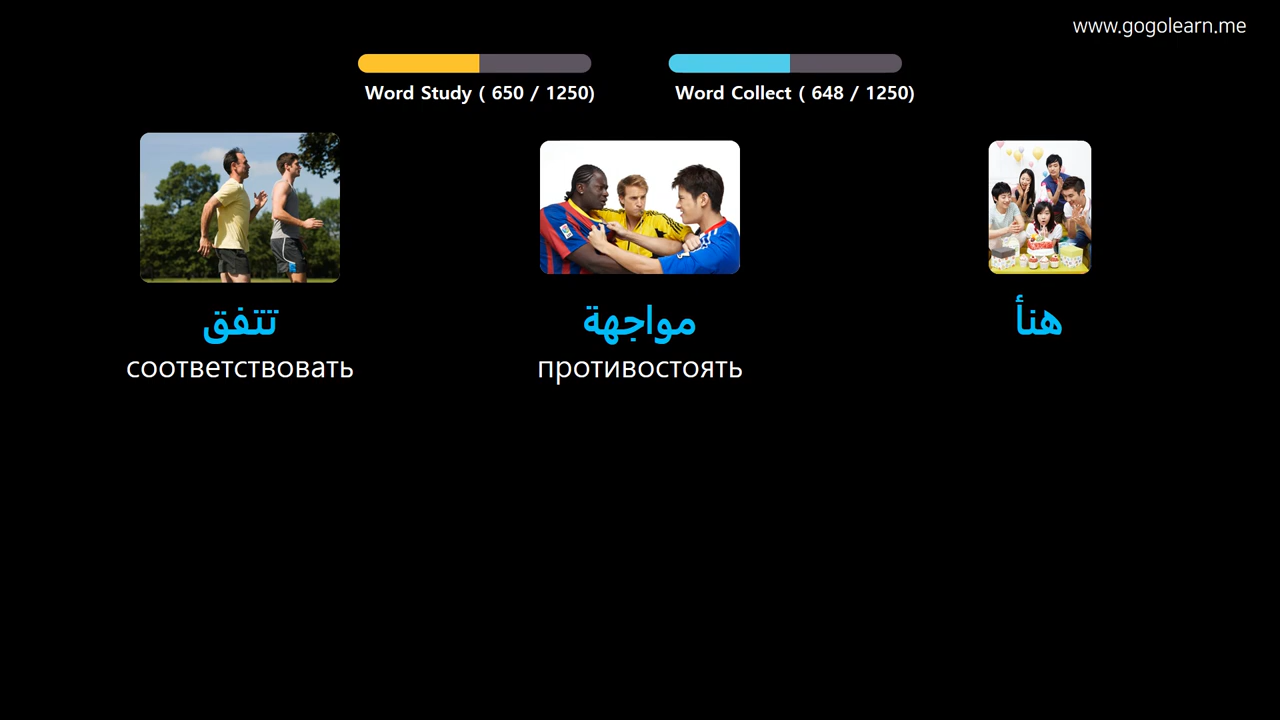 www.gogolearn.me
Word Study ( 650 / 1250)
Word Collect ( 648 / 1250)
تتفق
соответствовать
مواجهة
противостоять
هنأ